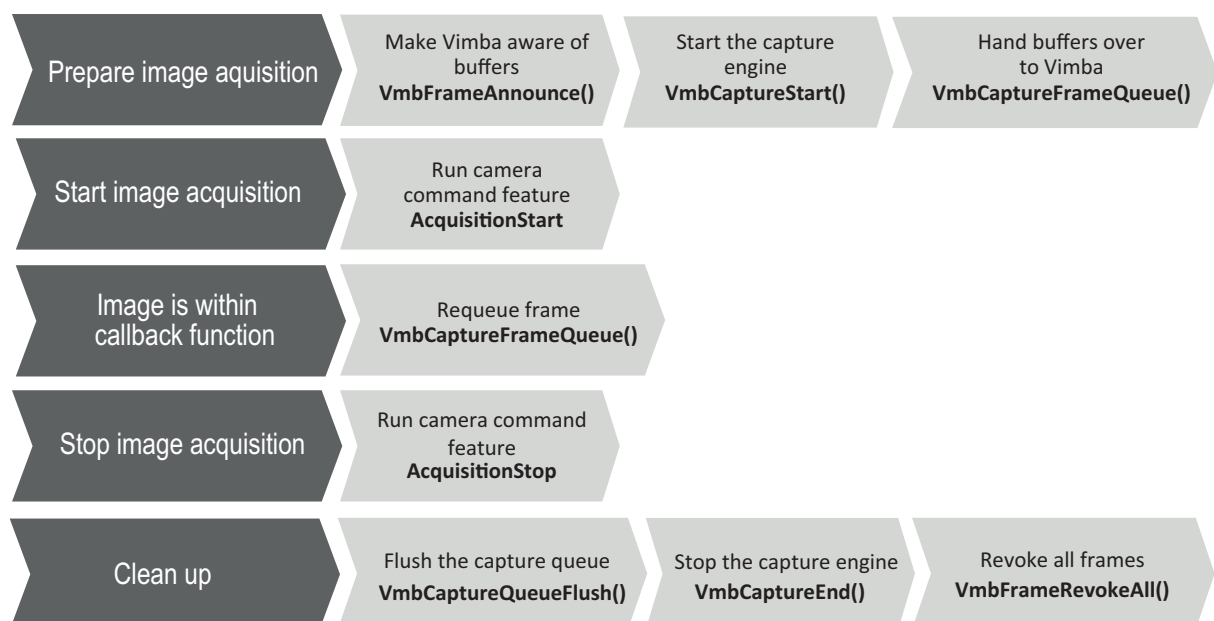 Prepare image aquisition
Make Vimba aware of
buffers
VmbFrameAnnounce()
Start the capture
engine
VmbCaptureStart()
Hand buffers over
to Vimba
VmbCaptureFrameQueue()
Start image acquisition
Run camera
command feature
AcquisitionStart
Image is within
callback function
Requeue frame
VmbCaptureFrameQueue()
Stop image acquisition
Run camera command
feature
AcquisitionStop
Clean up
Flush the capture queue
VmbCaptureQueueFlush()
Stop the capture engine
VmbCaptureEnd()
Revoke all frames
VmbFrameRevokeAll()